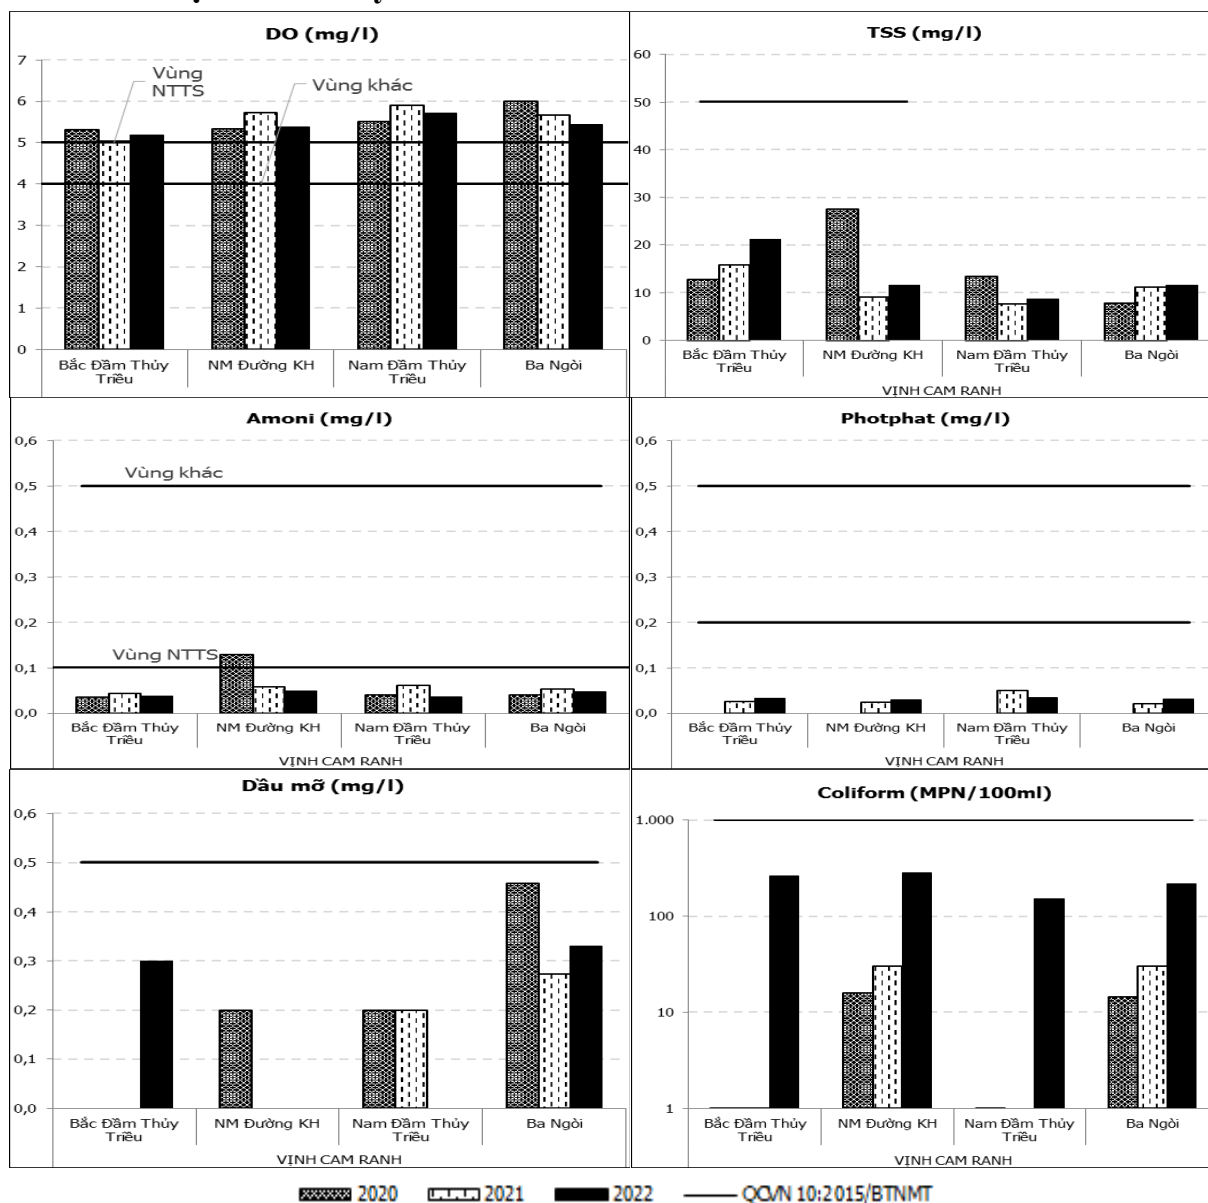 DO (mg/l)
7
6
5
4
3
2
1
0
Vùng
NTTS
Vùng khác
Bắc Đầm Thủy
Triều
NM Đường KH
Nam Đầm Thủy
Triều
Ba Ngòi
TSS (mg/l)
60
50
40
30
20
10
0
Bắc Đầm Thủy
Triều
NM Đường KH
Nam Đầm Thủy
Triều
Ba Ngòi
VỊNH CAM RANH
Amoni (mg/l)
0,6
0,5
0,4
0,3
0,2
0,1
0,0
Vùng khác
Vùng NTTS
Bắc Đầm Thủy
Triều
NM Đường KH
Nam Đầm Thủy
Triều
Ba Ngòi
VỊNH CAM RANH
Photphat (mg/l)
0,6
0,5
0,4
0,3
0,2
0,1
0,0
Bắc Đầm Thủy
Triều
NM Đường KH
Nam Đầm Thủy
Triều
Ba Ngòi
VỊNH CAM RANH
Dầu mỡ (mg/l)
0,6
0,5
0,4
0,3
0,2
0,1
0,0
Bắc Đầm Thủy
Triều
NM Đường KH
Nam Đầm Thủy
Triều
Ba Ngòi
VỊNH CAM RANH
Coliform (MPN/100ml)
1.000
100
10
1
Bắc Đầm Thủy
Triều
NM Đường KH
Nam Đầm Thủy
Triều
Ba Ngòi
VỊNH CAM RANH
2020 2021 2022 QCVN 10:2015/BTNMT